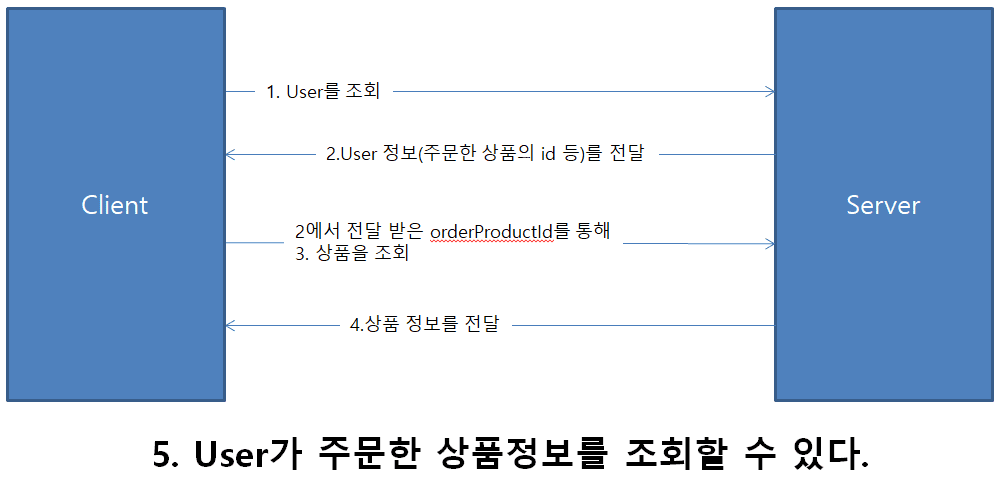 1. User를 조회
2.User 정보(주문한 상품의 id 등)를 전달
Client
Server
2에서 전달 받은 orderProductId를 통해
3. 상품을 조회
4.상품 정보를 전달
5. User가 주문한 상품정보를 조회할 수 있다.